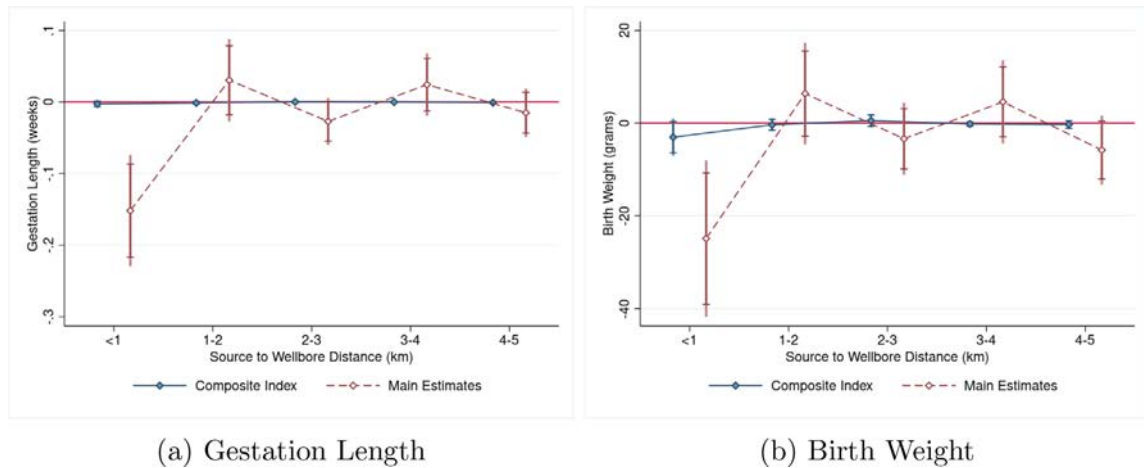 .1
0
-.1
-.2
-.3
Gestation Length (weeks)
<1 1-2 2-3 3-4 4-5
Source to Wellbore Distance (km)
Composite Index Main Estimates
(a) Gestation Length
20
0
-20
-40
Birth Weight (grams)
<1 1-2 2-3 3-4 4-5
Source to Wellbore Distance (km)
Composite Index Main Estimates
(b) Birth Weight